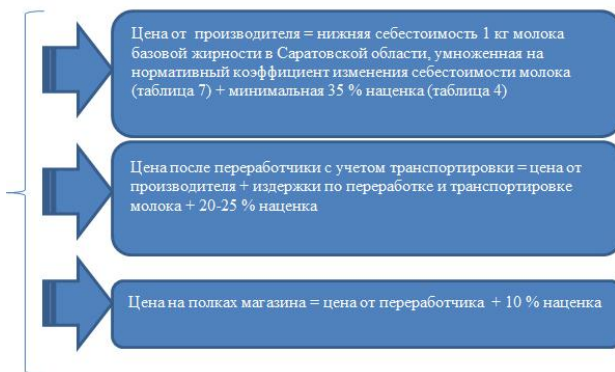 Цена от производителя = нижняя себестоимость 1 кг молока
базовой жирности в Саратовской области, умноженная на
нормативный коэффициент изменения себестоимости молока
(таблица 7) + минимальная 35 % наценка (таблица 4)
Цена после переработчики с учетом транспортировки = цена от
производителя + издержки по переработке и транспортировке
молока + 20-25 % наценка
Цена на полках магазина = цена от переработчика + 10 % наценка